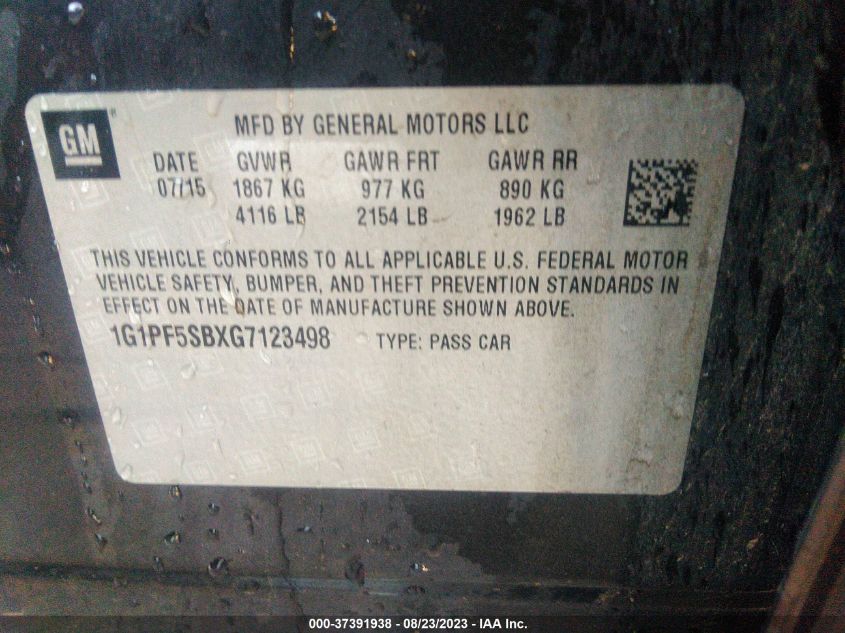 GM
MFD BY GENERAL MOTORS LLC
DATE GVWR GAWR FRT GAWR RR
07/15 1867 KG 977 KG 890 KG
4116 LB 2154 LB 1962 LB
THIS VEHICLE CONFORMS TO ALL APPLICABLE U.S. FEDERAL MOTOR
VEHICLE SAFETY, BUMPER, AND THEFT PREVENTION STANDARDS IN
EFFECT ON THE DATE OF MANUFACTURE SHOWN ABOVE.
1G1PF5SBXG7123498 TYPE: PASS CAR
000-37391938 - 08/23/2023 - © IAA Inc.